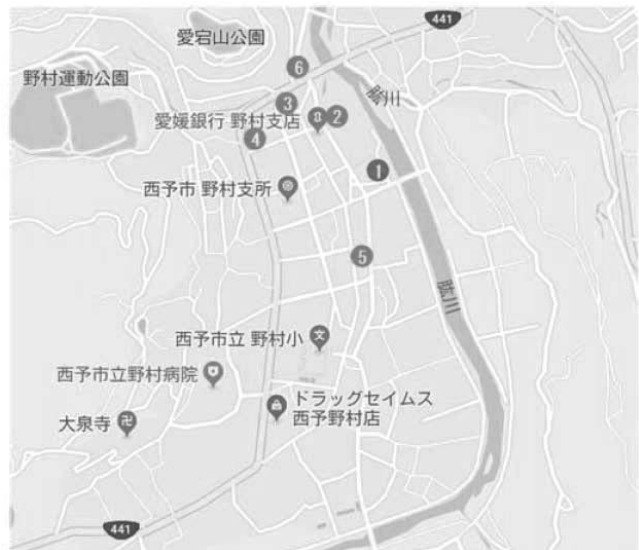 愛宕山公園
441
野村運動公園
6
肱川
3
愛媛銀行 野村支店
2
4
1
西予市 野村支所
5
肱川
西予市立 野村小
文
西予市立野村病院
ドラッグセイムス
西予野村店
大泉寺
卍
441